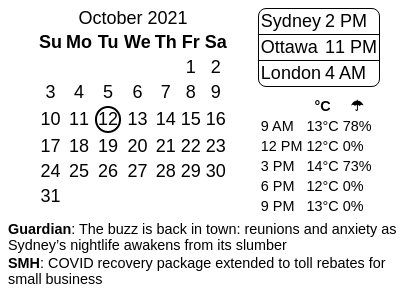 October 2021
Su Mo Tu We Th Fr Sa
1 2
3 4 5 6 7 8 9
10 11 12 13 14 15 16
17 18 19 20 21 22 23
24 25 26 27 28 29 30
31
Sydney 2 PM
Ottawa 11 PM
London 4 AM
°C ☂
9 AM 13°C 78%
12 PM 12°C 0%
3 PM 14°C 73%
6 PM 12°C 0%
9 PM 13°C 0%
Guardian: The buzz is back in town: reunions and anxiety as
Sydney’s nightlife awakens from its slumber
SMH: COVID recovery package extended to toll rebates for
small business